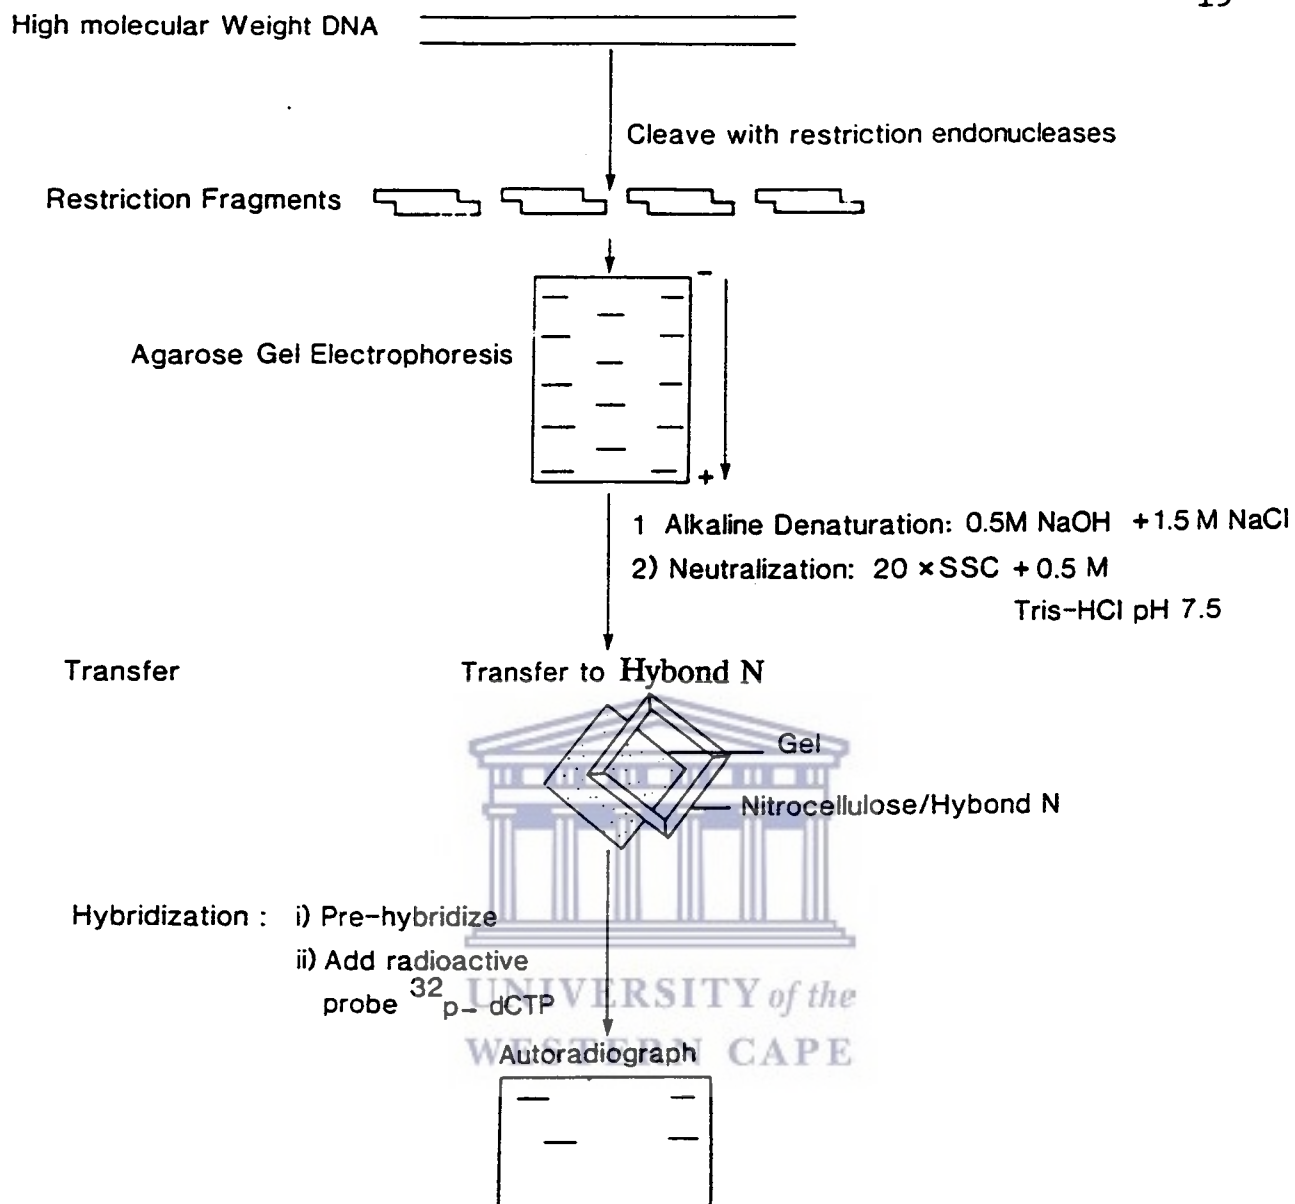 High molecular Weight DNA
Cleave with restriction endonucleases
Restriction Fragments
-
Agarose Gel Electrophoresis
+
1 Alkaline Denaturation: 0.5M NaOH +1.5 M NaCl
2) Neutralization: 20 ×SSC + 0.5 M
Tris-HCl pH 7.5
Transfer
Transfer to Hybond N
Gel
Nitrocellulose/Hybond N
Hybridization : i) Pre-hybridize
ii) Add radioactive
probe 32p- dCTP
UNIVERSITY of the
WESTERN CAPE
Autoradiograph